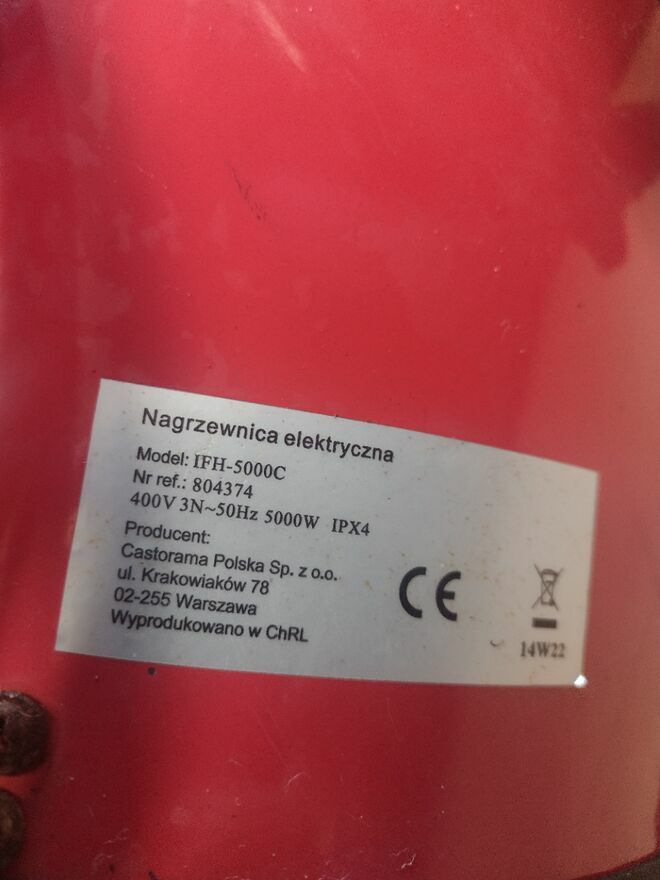 Nagrzewnica elektryczna
Model: IFH-5000C
Nr ref.: 804374
400V 3N~50Hz 5000W IPX4
Producent:
Castorama Polska Sp. z o.o.
ul. Krakowiaków 78
02-255 Warszawa
Wyprodukowano w ChRL
CE
14W22